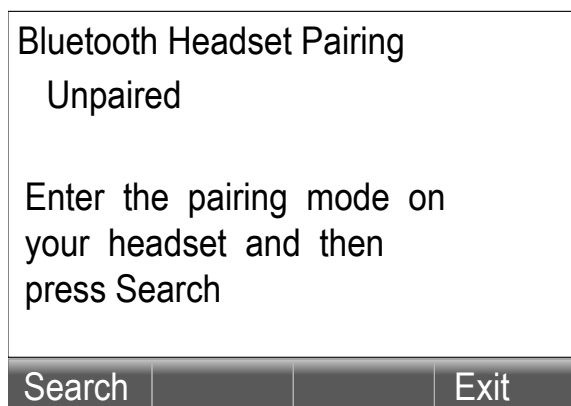 Bluetooth Headset Pairing
Unpaired
Enter the pairing mode on
your headset and then
press Search
Search Exit